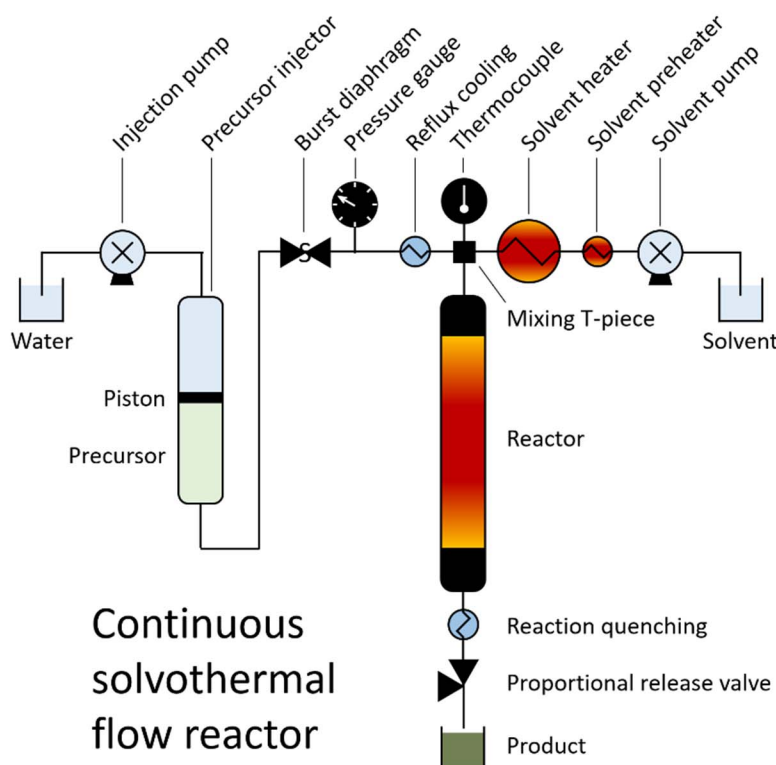 Injection pump
Precursor injector
Burst diaphragm
Pressure gauge
Reflux cooling
Thermocouple
Solvent heater
Solvent preheater
Solvent pump
S
Water
Mixing T-piece
Solvent
Piston
Precursor
Reactor
Continuous
solvothermal
flow reactor
Reaction quenching
Proportional release valve
Product